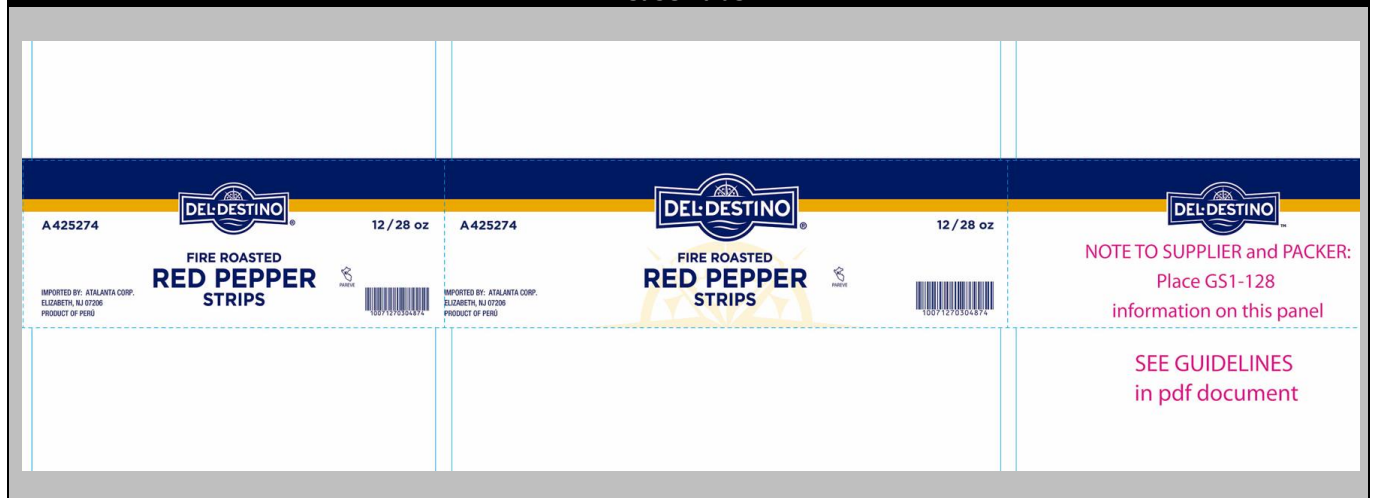 DEL·DESTINO
®
A425274
12/28 oz
FIRE ROASTED
RED PEPPER
STRIPS
PAREVE
IMPORTED BY: ATALANTA CORP.
ELIZABETH, NJ 07206
PRODUCT OF PERÚ
10071270304874
DEL·DESTINO
®
A425274
12/28 oz
FIRE ROASTED
RED PEPPER
STRIPS
PAREVE
IMPORTED BY: ATALANTA CORP.
ELIZABETH, NJ 07206
PRODUCT OF PERÚ
10071270304874
DEL·DESTINO
™
NOTE TO SUPPLIER and PACKER:
Place GS1-128
information on this panel
SEE GUIDELINES
in pdf document